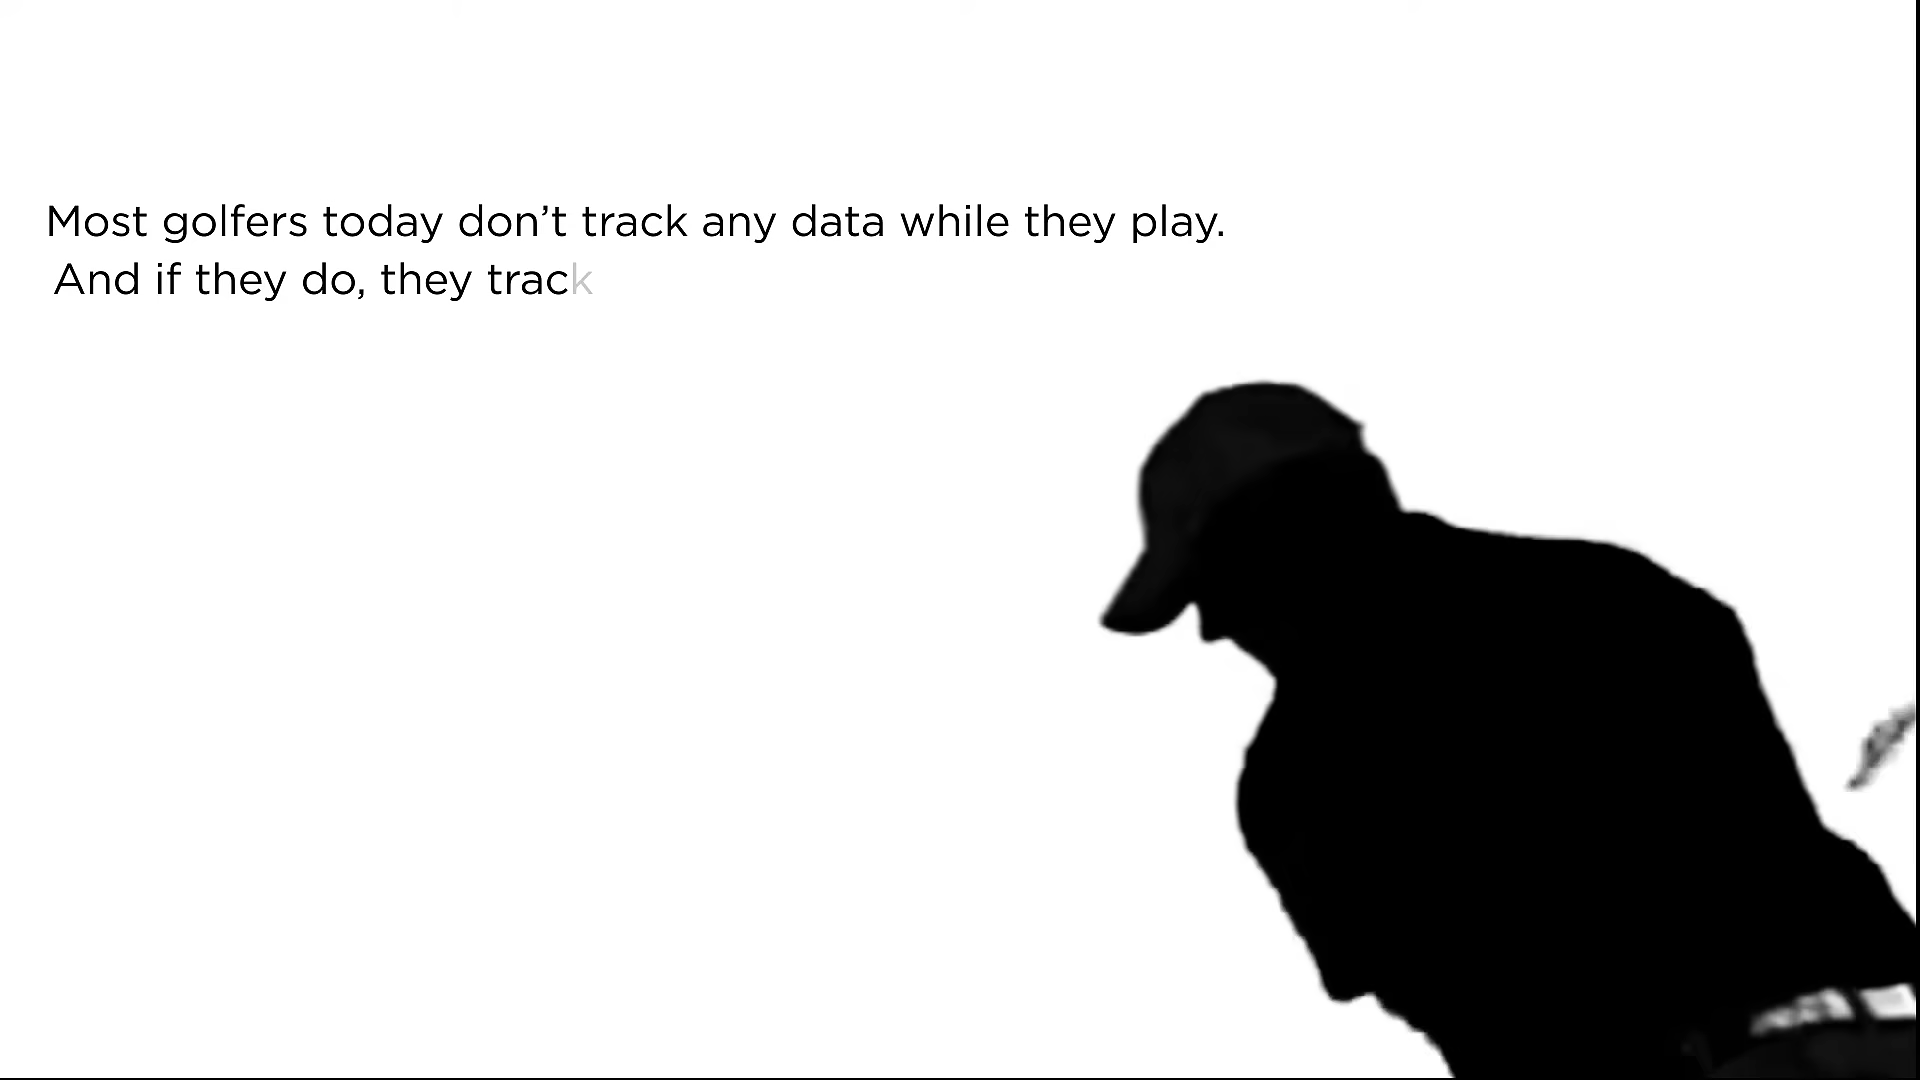 Most golfers today don’t track any data while they play.
And if they do, they track